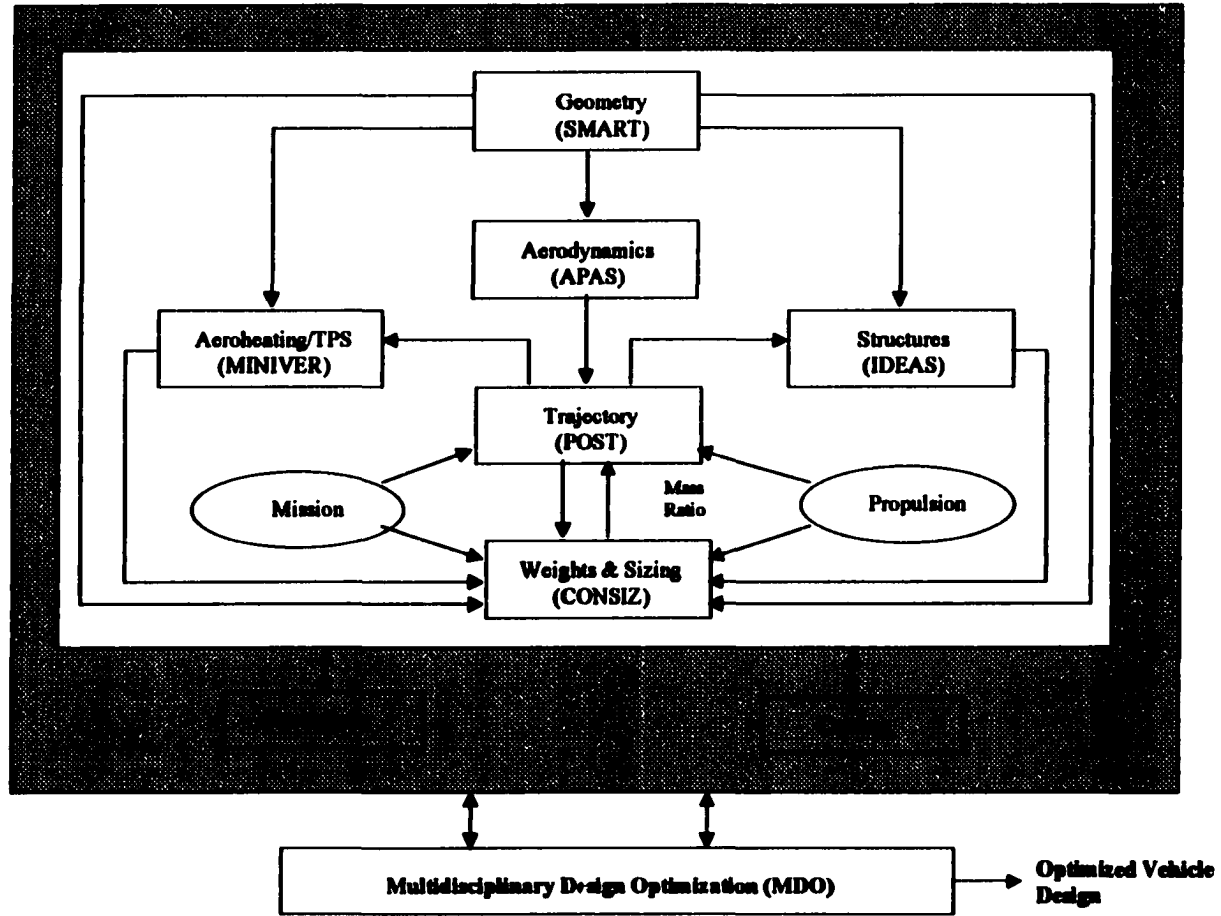 Geometry
(SMART)
Aerodynamics
(APAS)
Aeroheating/TPS
(MINIVER)
Structures
(IDEAS)
Trajectory
(POST)
Mission
Mass
Ratio
Propulsion
Weights & Sizing
(CONSIZ)
Multidisciplinary D+sign Optimization (MDO)
Optimized Vehicle
Design